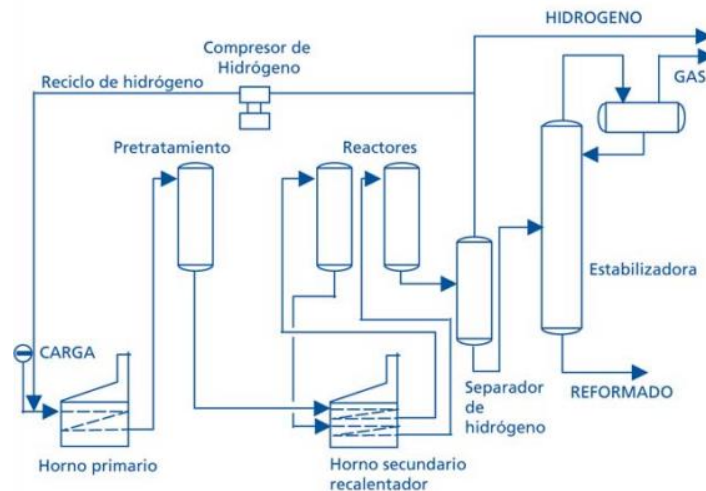 HIDROGENO
GAS
Compresor de
Hidrógeno
Reciclo de hidrógeno
Pretratamiento
Reactores
Estabilizadora
CARGA
REFORMADO
Separador
de
hidrógeno
Horno primario
Horno secundario
recalentador